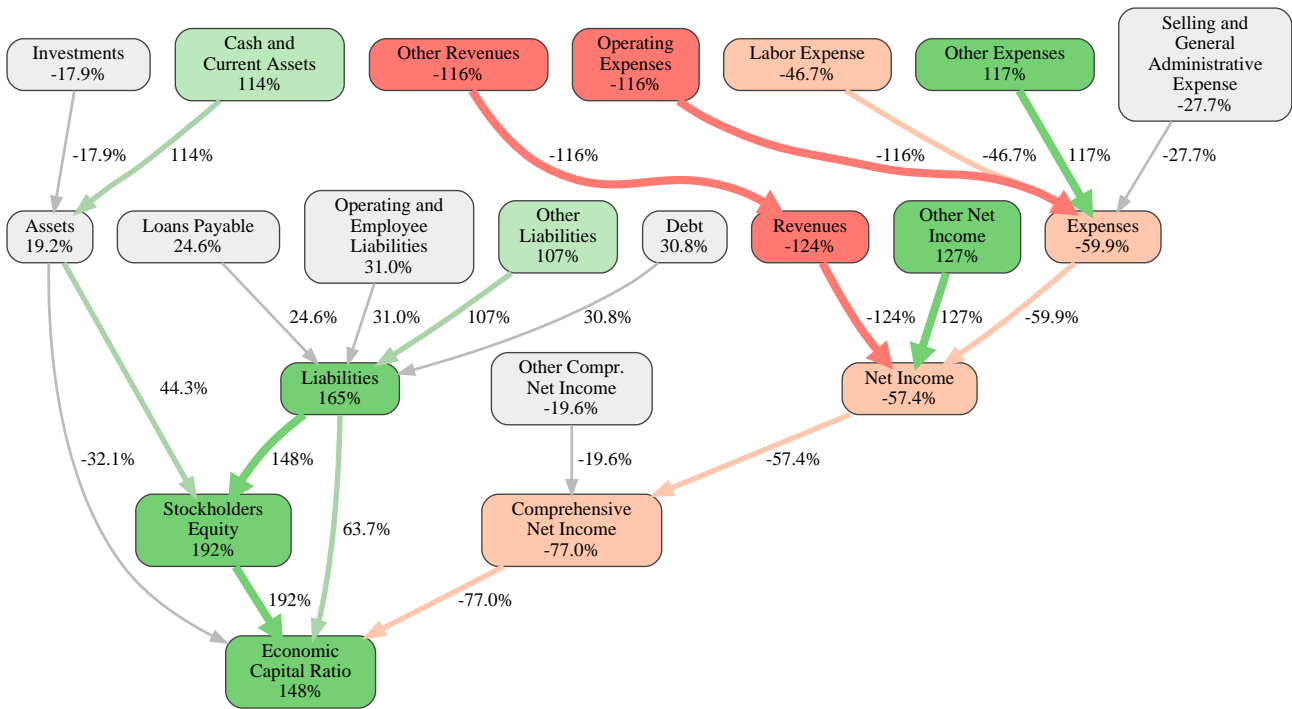 Investments
-17.9%
Cash and
Current Assets
114%
Other Revenues
-116%
Operating
Expenses
-116%
Labor Expense
-46.7%
Other Expenses
117%
Selling and
General
Administrative
Expense
-27.7%
-17.9%
114%
-116%
-116%
-46.7%
117%
-27.7%
Assets
19.2%
Loans Payable
24.6%
Operating and
Employee
Liabilities
31.0%
Other
Liabilities
107%
Debt
30.8%
Revenues
-124%
Other Net
Income
127%
Expenses
-59.9%
24.6%
31.0%
107%
30.8%
-124%
127%
-59.9%
44.3%
Liabilities
165%
Other Compr.
Net Income
-19.6%
Net Income
-57.4%
-32.1%
148%
-19.6%
-57.4%
Stockholders
Equity
192%
63.7%
Comprehensive
Net Income
-77.0%
192%
-77.0%
Economic
Capital Ratio
148%